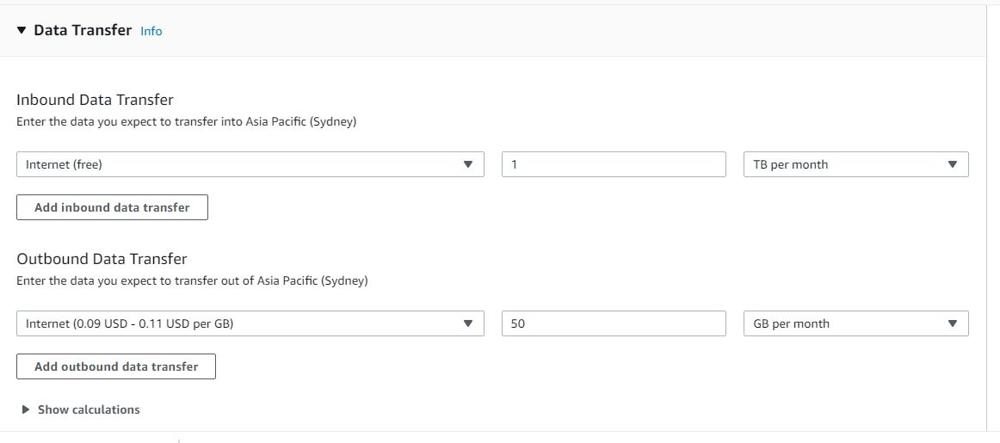 Data Transfer Info
Inbound Data Transfer
Enter the data you expect to transfer into Asia Pacific (Sydney)
Internet (free) 1 TB per month
Add inbound data transfer
Outbound Data Transfer
Enter the data you expect to transfer out of Asia Pacific (Sydney)
Internet (0.09 USD - 0.11 USD per GB) 50 GB per month
Add outbound data transfer
Show calculations